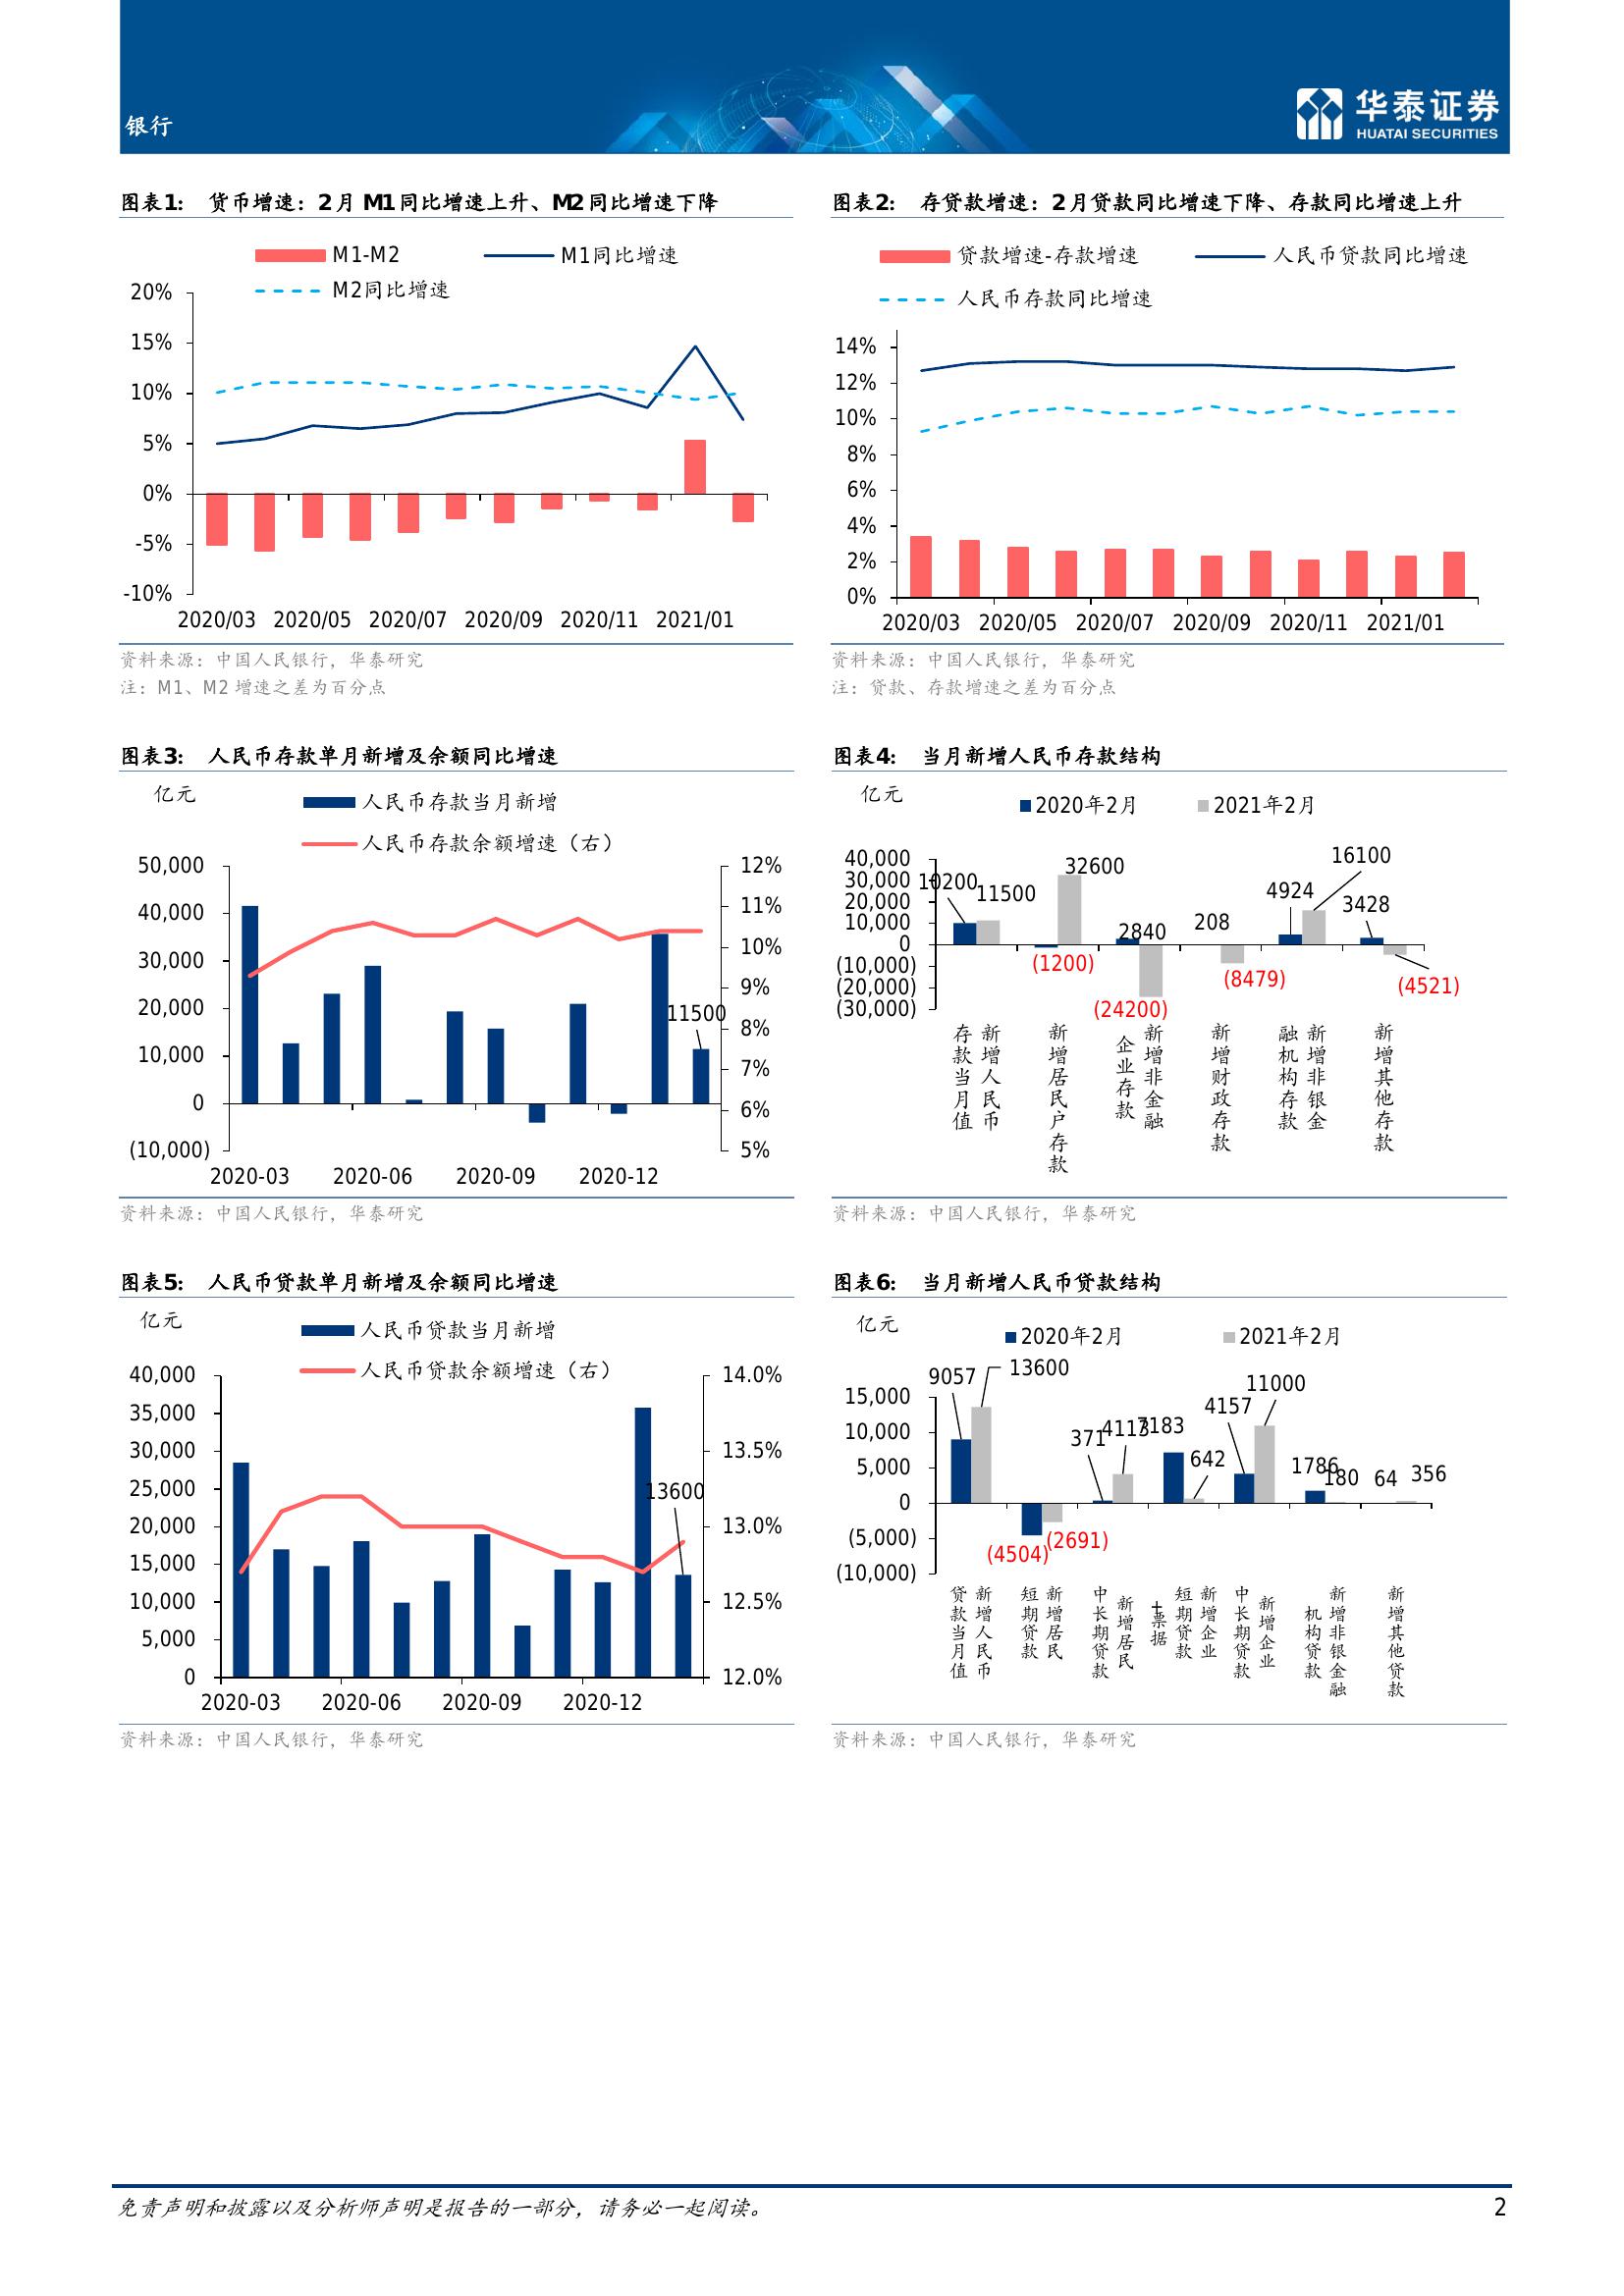 银行
华泰证券
HUATAI SECURITIES
图表1: 货币增速：2月 M1 同比增速上升、M2 同比增速下降
M1-M2
M1同比增速
M2同比增速
20%
15%
10%
5%
0%
-5%
-10%
2020/03 2020/05 2020/07 2020/09 2020/11 2021/01
资料来源：中国人民银行，华泰研究
注：M1、M2 增速之差为百分点
图表2: 存贷款增速：2月贷款同比增速下降、存款同比增速上升
贷款增速-存款增速
人民币贷款同比增速
人民币存款同比增速
14%
12%
10%
8%
6%
4%
2%
0%
2020/03 2020/05 2020/07 2020/09 2020/11 2021/01
资料来源：中国人民银行，华泰研究
注：贷款、存款增速之差为百分点
图表3: 人民币存款单月新增及余额同比增速
亿元
人民币存款当月新增
人民币存款余额增速（右）
50,000
40,000
30,000
20,000
10,000
0
(10,000)
12%
11%
10%
9%
8%
7%
6%
5%
11500
2020-03 2020-06 2020-09 2020-12
资料来源：中国人民银行，华泰研究
图表4: 当月新增人民币存款结构
亿元
2020年2月
2021年2月
40,000
30,000
20,000
10,000
0
(10,000)
(20,000)
(30,000)
10200
11500
(1200)
32600
2840
(24200)
208
(8479)
4924
16100
3428
(4521)
新增人民币
存款当月值
新增居民户存款
新增非金融
企业存款
新增财政存款
新增非银金
融机构存款
新增其他存款
资料来源：中国人民银行，华泰研究
图表5: 人民币贷款单月新增及余额同比增速
亿元
人民币贷款当月新增
人民币贷款余额增速（右）
40,000
35,000
30,000
25,000
20,000
15,000
10,000
5,000
0
14.0%
13.5%
13.0%
12.5%
12.0%
13600
2020-03 2020-06 2020-09 2020-12
资料来源：中国人民银行，华泰研究
图表6: 当月新增人民币贷款结构
亿元
2020年2月
2021年2月
15,000
10,000
5,000
0
(5,000)
(10,000)
9057
13600
(4504)
(2691)
371
4113
7183
642
4157
11000
1786
180
64
356
新增人民币
贷款当月值
新增居民
短期贷款
新增居民
中长期贷款
新增企业
短期贷款
+票据
新增企业
中长期贷款
新增非银金融
机构贷款
新增其他贷款
资料来源：中国人民银行，华泰研究
免责声明和披露以及分析师声明是报告的一部分，请务必一起阅读。
2